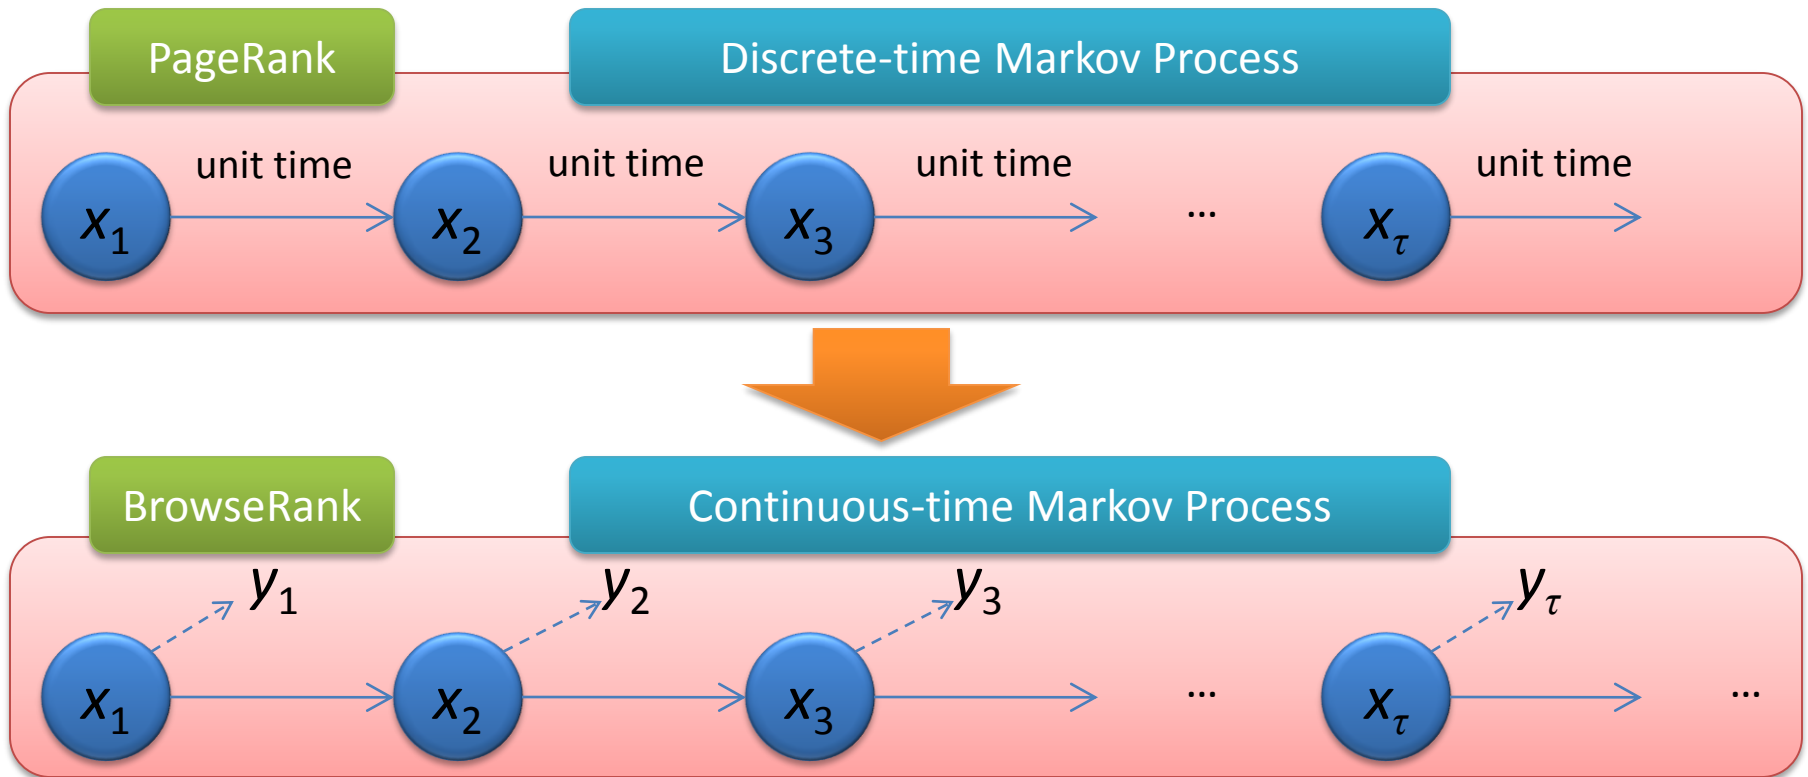 PageRank
Discrete-time Markov Process
unit time unit time unit time unit time
x1 x2 x3 ... xτ
BrowseRank
Continuous-time Markov Process
y1 y2 y3 yτ
x1 x2 x3 ... xτ ...